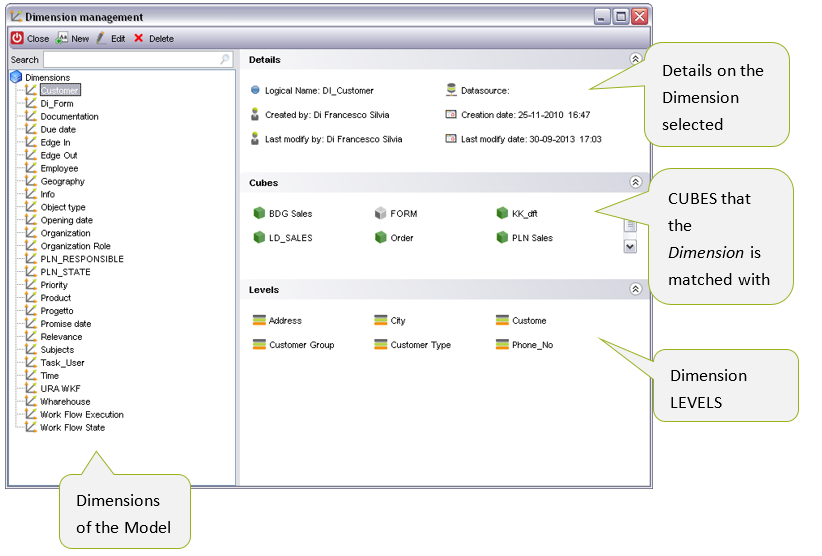 Dimension management
Close New Edit Delete
Search
Dimensions
Customer
Di_Form
Documentation
Due date
Edge In
Edge Out
Employee
Geography
Info
Object type
Opening date
Organization
Organization Role
PLN_RESPONSIBLE
PLN_STATE
Priority
Product
Progetto
Promise date
Relevance
Subjects
Task_User
Time
URA WKF
Wharehouse
Work Flow Execution
Work Flow State
Details
Logical Name: DI_Customer Datasource:
Created by: Di Francesco Silvia Creation date: 25-11-2010 16:47
Last modify by: Di Francesco Silvia Last modify date: 30-09-2013 17:03
Cubes
BDG Sales FORM KK_dft
LD_SALES Order PLN Sales
Levels
Address City Custome
Customer Group Customer Type Phone_No
Details on the
Dimension
selected
CUBES that
the
Dimension is
matched with
Dimension
LEVELS
Dimensions
of the Model